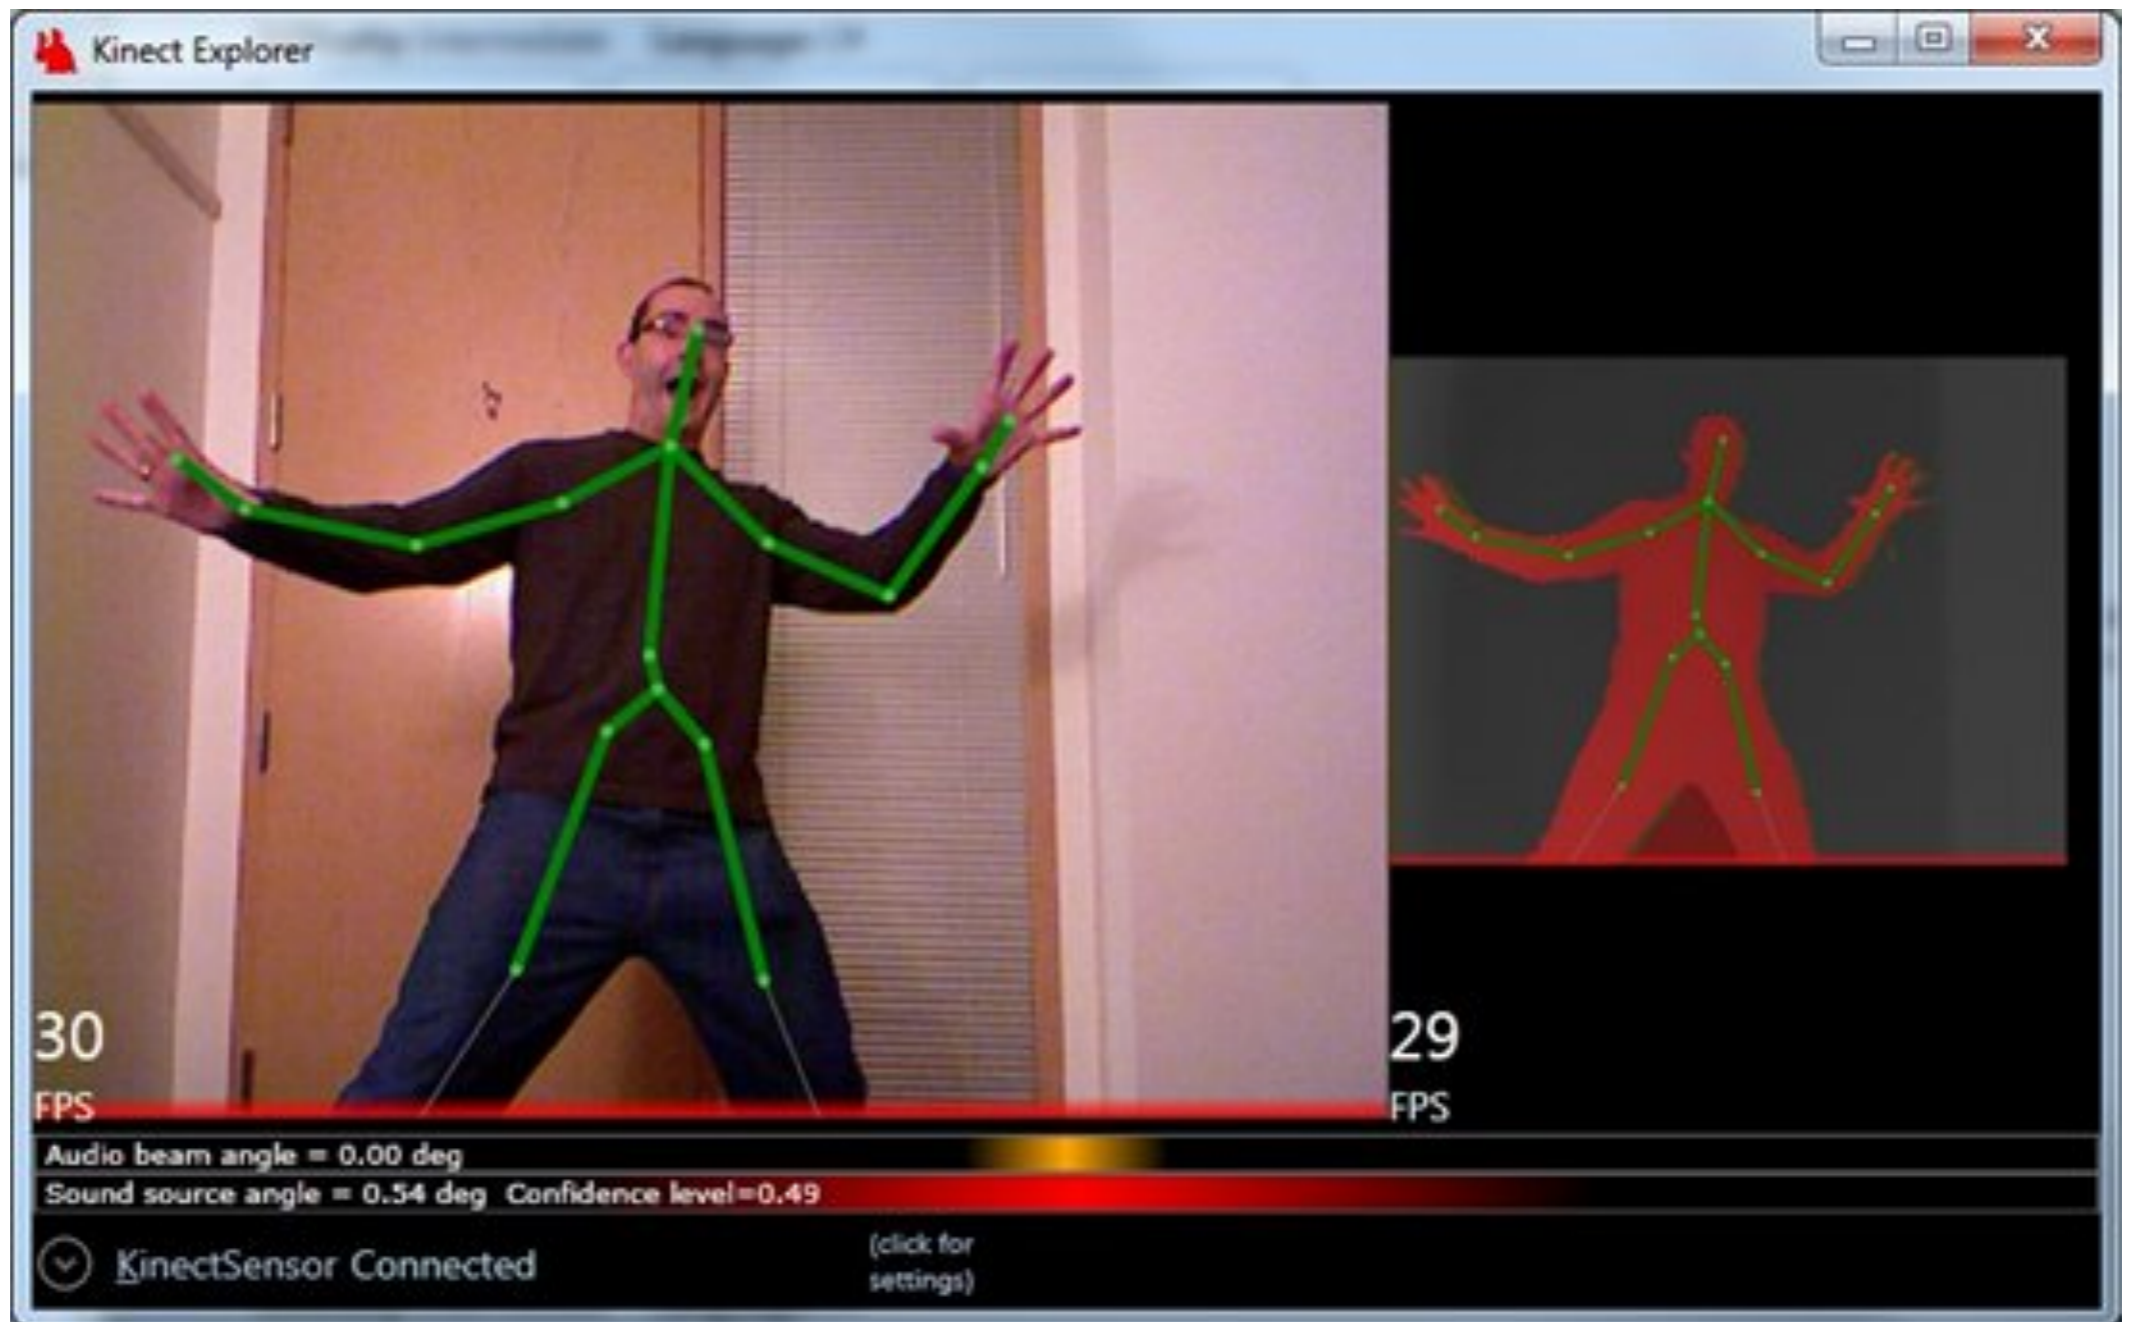 Kinect Explorer
30
FPS
29
FPS
Audio beam angle = 0.00 deg
Sound source angle = 0.54 deg Confidence level=0.49
KinectSensor Connected
(click for
settings)